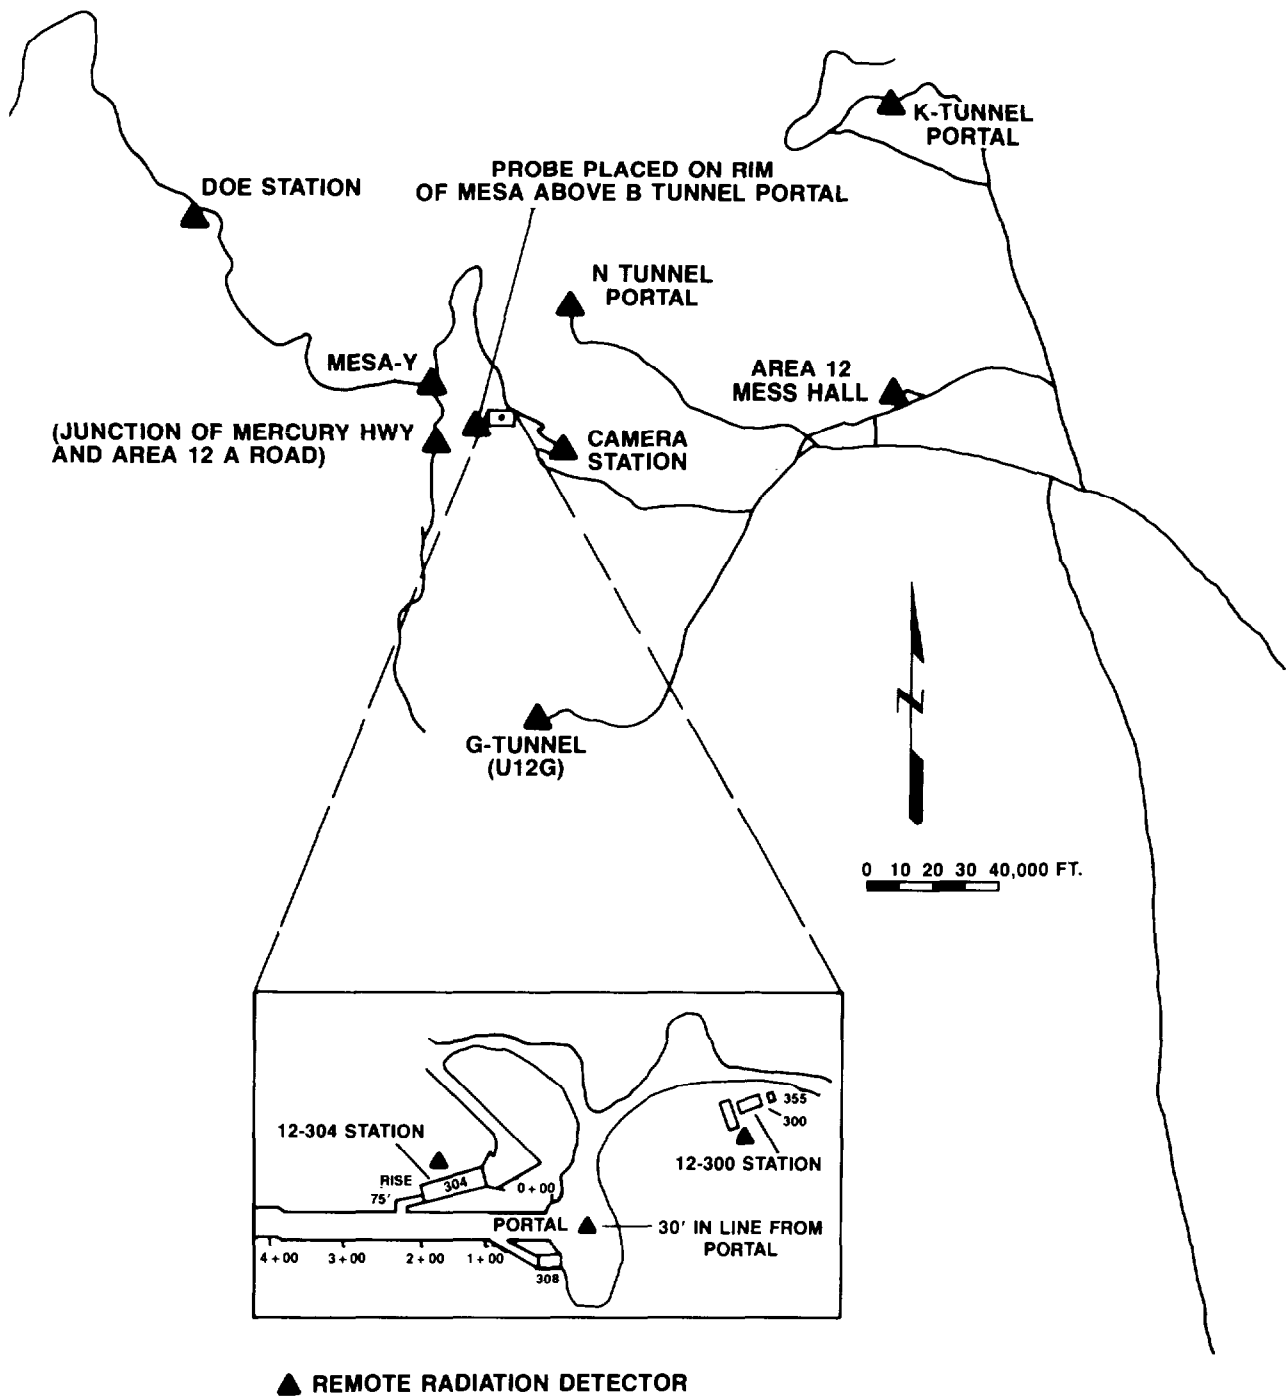 K-TUNNEL
PORTAL
PROBE PLACED ON RIM
OF MESA ABOVE B TUNNEL PORTAL
DOE STATION
N TUNNEL
PORTAL
MESA-Y
AREA 12
MESS HALL
(JUNCTION OF MERCURY HWY
AND AREA 12 A ROAD)
CAMERA
STATION
N
G-TUNNEL
(U12G)
0 10 20 30 40,000 FT.
355
300
12-304 STATION
12-300 STATION
RISE
75'
304
0+00
PORTAL
30' IN LINE FROM
PORTAL
4+00 3+00 2+00 1+00
308
REMOTE RADIATION DETECTOR